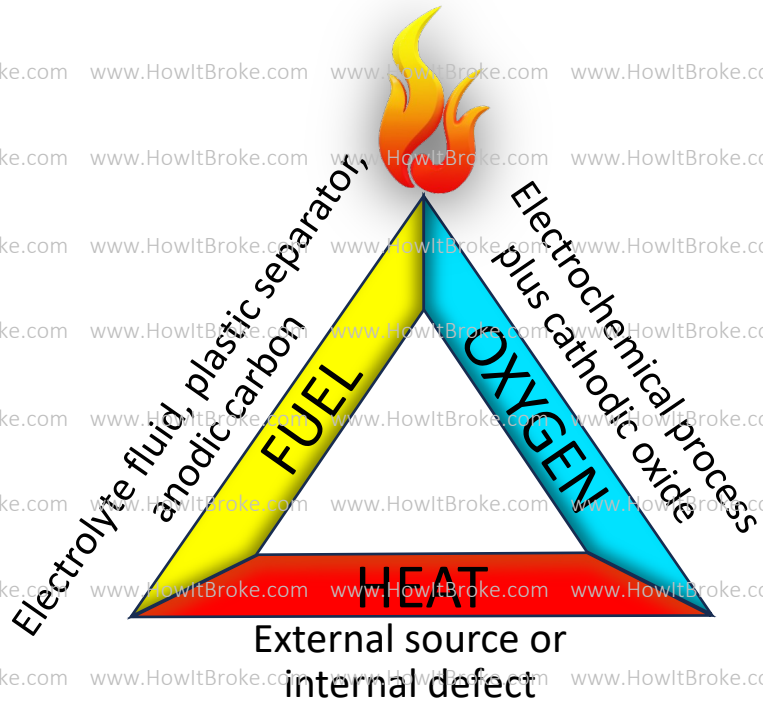 www.HowItBroke.com
Electrolyte fluid, plastic separator,
anodic carbon
FUEL
Electrochemical process
plus cathodic oxide
OXYGEN
HEAT
External source or
internal defect